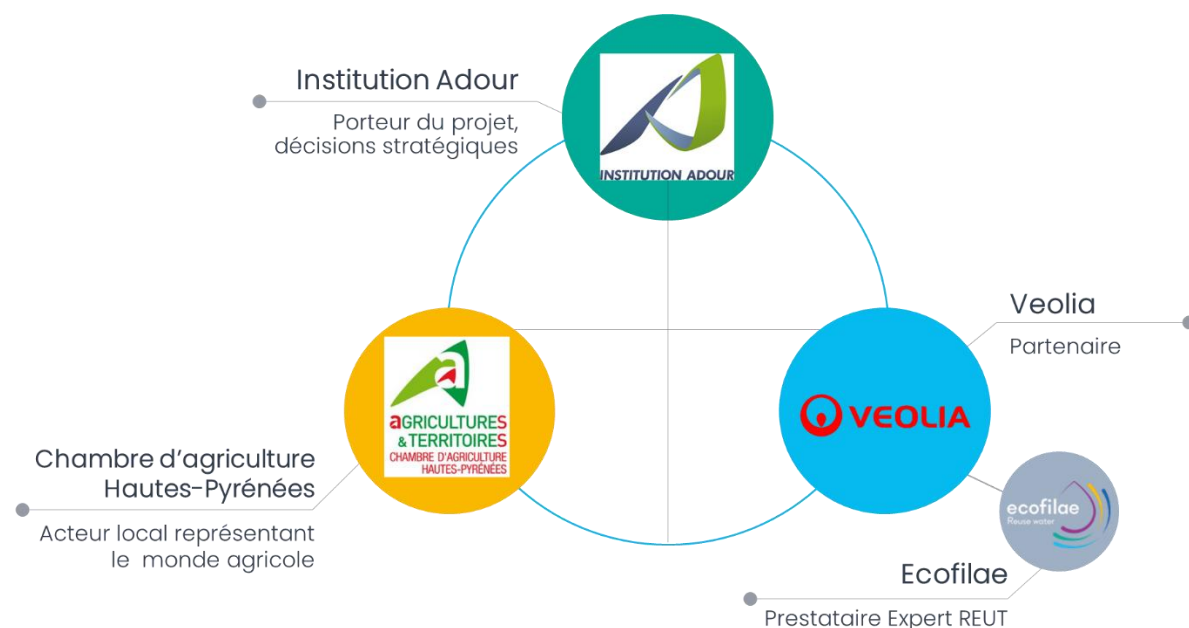 Institution Adour
Porteur du projet,
décisions stratégiques
INSTITUTION ADOUR
Veolia
Partenaire
VEOLIA
aGRICULTURES
& TERRITOIRES
CHAMBRE D'AGRICULTURE
HAUTES-PYRÉNÉES
Chambre d'agriculture
Hautes-Pyrénées
Acteur local représentant
le monde agricole
ecofilae
Reuse water
Ecofilae
Prestataire Expert REUT